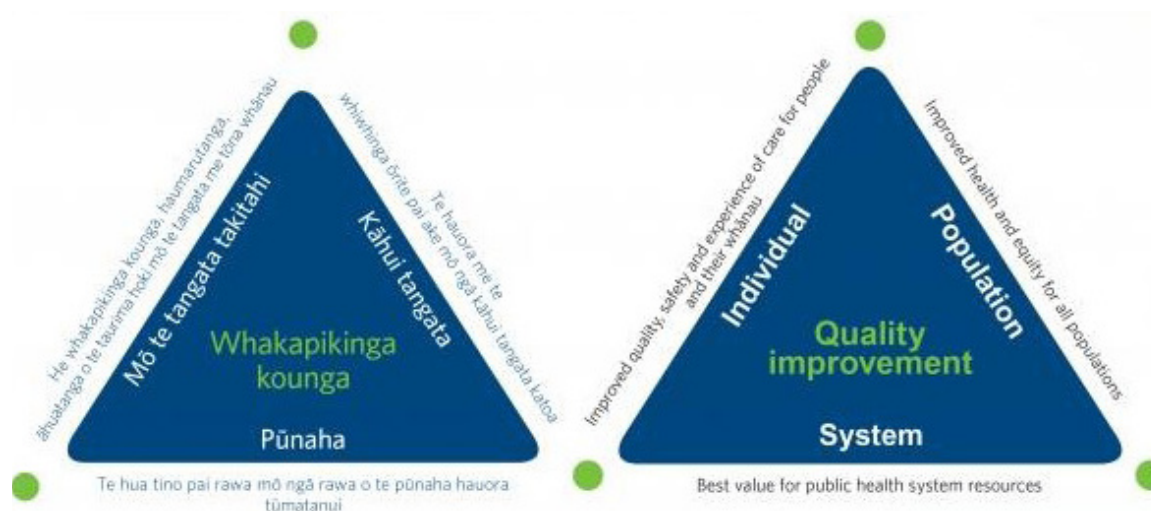 He whakapikinga kounga, haumarutanga,
āhuatanga o te taurima hoki mō te tangata me tōna whānau
Mō te tangata takitahi
Te hauora me te
whiwhinga ōrite pai ake mō ngā kāhui tangata katoa
Kāhui tangata
Whakapikinga
kounga
Pūnaha
Te hua tino pai rawa mō ngā rawa o te pūnaha hauora
tūmatanui
Improved quality, safety and experience of care for people
and their whānau
Individual
Improved health and equity for all populations
Population
Quality
improvement
System
Best value for public health system resources